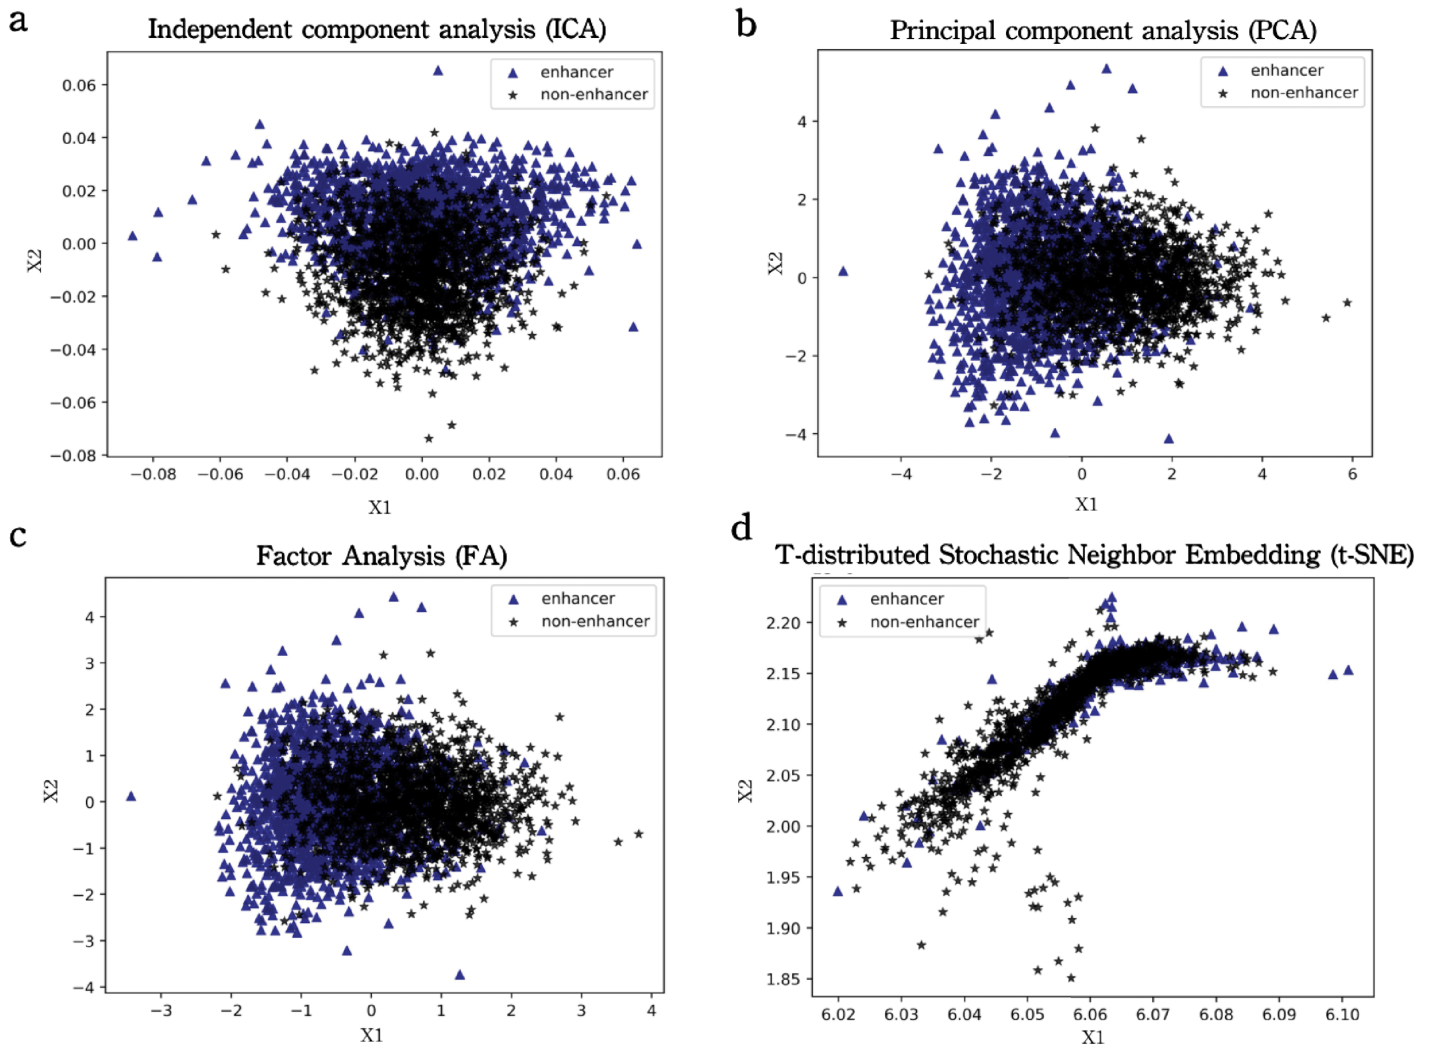 a
Independent component analysis (ICA)
enhancer
non-enhancer
0.06
0.04
0.02
0.00
−0.02
−0.04
−0.06
−0.08
X2
−0.08
−0.06
−0.04
−0.02
0.00
0.02
0.04
0.06
X1
b
Principal component analysis (PCA)
enhancer
non-enhancer
4
2
0
−2
−4
X2
−4
−2
0
2
4
6
X1
c
Factor Analysis (FA)
enhancer
non-enhancer
4
3
2
1
0
−1
−2
−3
−4
X2
−3
−2
−1
0
1
2
3
4
X1
d
T-distributed Stochastic Neighbor Embedding (t-SNE)
enhancer
non-enhancer
2.20
2.15
2.10
2.05
2.00
1.95
1.90
1.85
X2
6.02
6.03
6.04
6.05
6.06
6.07
6.08
6.09
6.10
X1